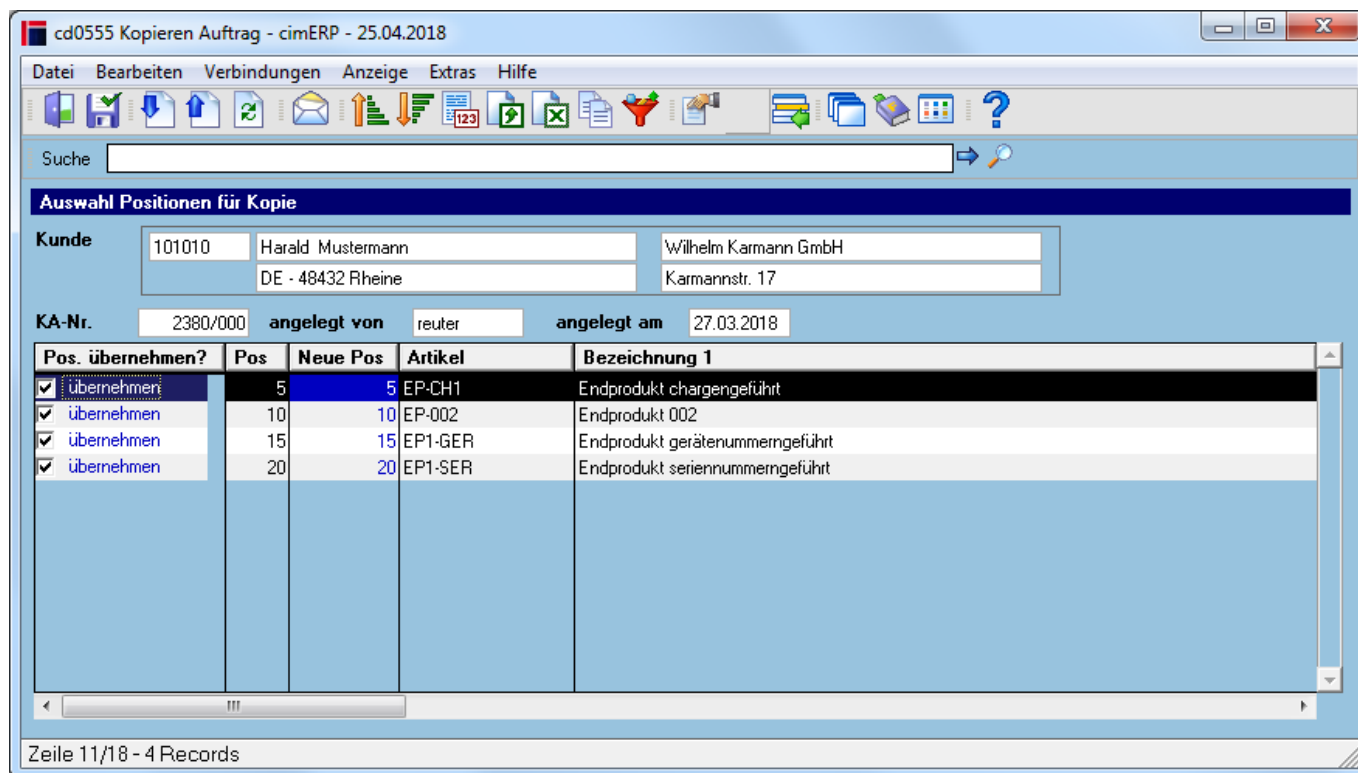 cd0555 Kopieren Auftrag - cimERP - 25.04.2018
Datei Bearbeiten Verbindungen Anzeige Extras Hilfe
123
Suche
Auswahl Positionen für Kopie
Kunde 101010 Harald Mustermann Wilhelm Karmann GmbH
DE - 48432 Rheine Karmannstr. 17
KA-Nr. 2380/000 angelegt von reuter angelegt am 27.03.2018
Pos. übernehmen? Pos Neue Pos Artikel Bezeichnung 1
übernehmen 5 5 EP-CH1 Endprodukt chargengeführt
übernehmen 10 10 EP-002 Endprodukt 002
übernehmen 15 15 EP1-GER Endprodukt gerätenummerngeführt
übernehmen 20 20 EP1-SER Endprodukt seriennummerngeführt
Zeile 11/18 - 4 Records